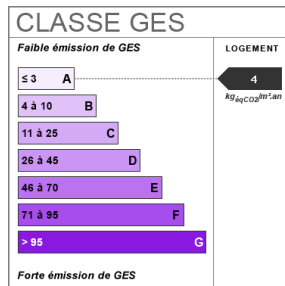 CLASSE GES
Faible émission de GES
LOGEMENT
≤ 3 A
4
4 à 10 B
kgéqCO2/m².an
11 à 25 C
26 à 45 D
46 à 70 E
71 à 95 F
> 95 G
Forte émission de GES